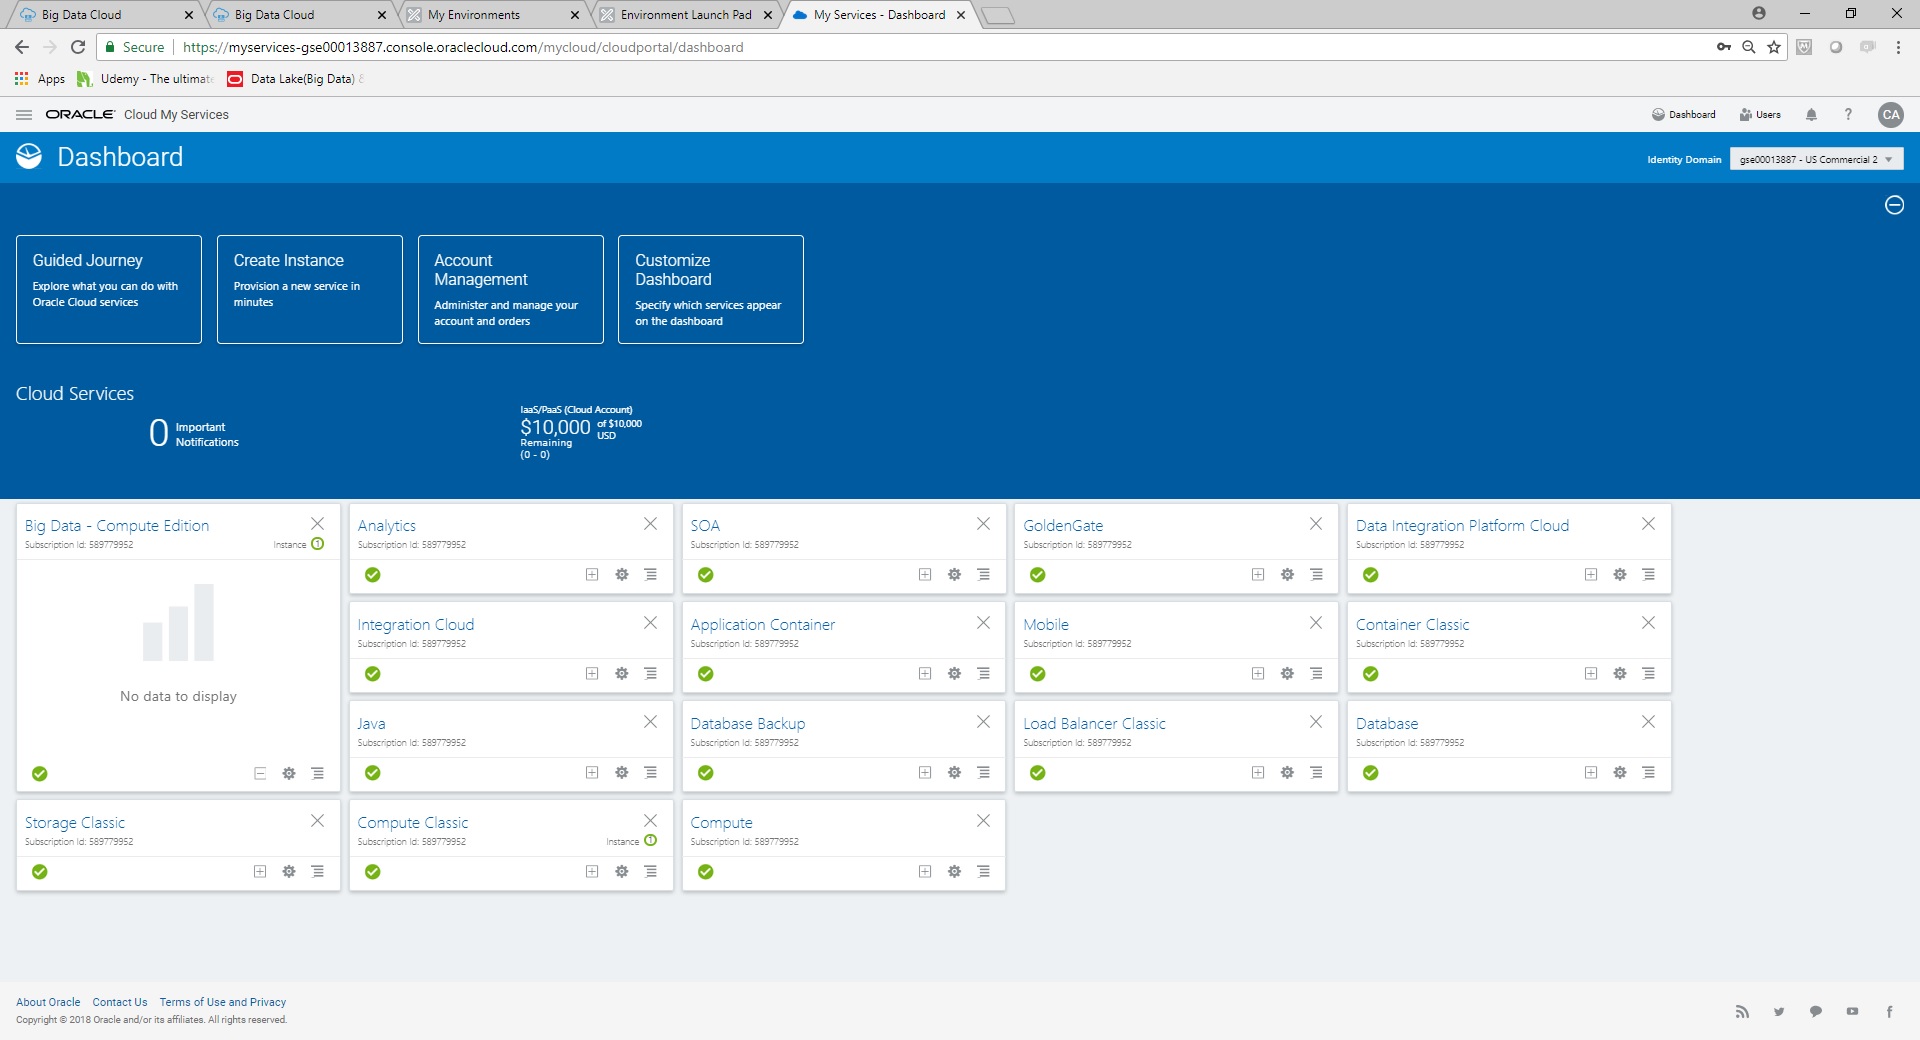 Big Data Cloud
Big Data Cloud
My Environments
Environment Launch Pad
My Services - Dashboard
Secure
https://myservices-gse00013887.console.oraclecloud.com/mycloud/cloudportal/dashboard
Apps
Udemy - The ultimat
Data Lake(Big Data)
ORACLE Cloud My Services
Dashboard
Users
?
CA
Dashboard
Identity Domain
gse00013887 - US Commercial 2
Guided Journey
Explore what you can do with
Oracle Cloud services
Create Instance
Provision a new service in
minutes
Account
Management
Administer and manage your
account and orders
Customize
Dashboard
Specify which services appear
on the dashboard
Cloud Services
0 Important
Notifications
IaaS/PaaS (Cloud Account)
$10,000 of $10,000
USD
Remaining
(0 - 0)
Big Data - Compute Edition
Subscription Id: 589779952
Instance 1
No data to display
Analytics
Subscription Id: 589779952
SOA
Subscription Id: 589779952
GoldenGate
Subscription Id: 589779952
Data Integration Platform Cloud
Subscription Id: 589779952
Integration Cloud
Subscription Id: 589779952
Application Container
Subscription Id: 589779952
Mobile
Subscription Id: 589779952
Container Classic
Subscription Id: 589779952
Java
Subscription Id: 589779952
Database Backup
Subscription Id: 589779952
Load Balancer Classic
Subscription Id: 589779952
Database
Subscription Id: 589779952
Storage Classic
Subscription Id: 589779952
Compute Classic
Subscription Id: 589779952
Instance 1
Compute
Subscription Id: 589779952
About Oracle
Contact Us
Terms of Use and Privacy
Copyright © 2018 Oracle and/or its affiliates. All rights reserved.